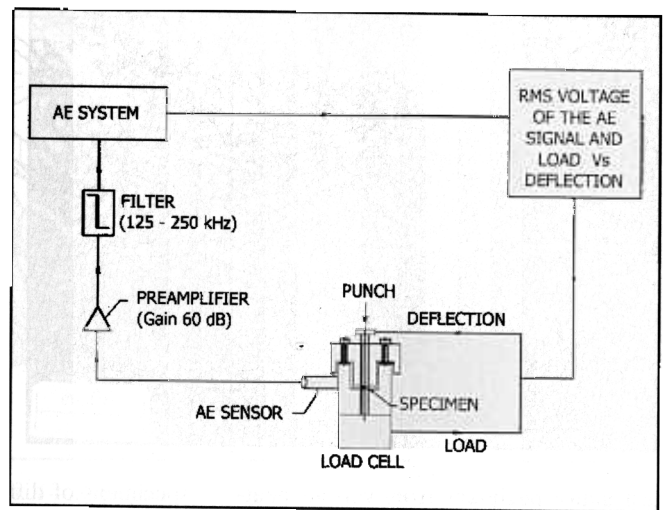 AE SYSTEM
RMS VOLTAGE
OF THE AE
SIGNAL AND
LOAD Vs
DEFLECTION
FILTER
(125 - 250 kHz)
PREAMPLIFIER
(Gain 60 dB)
PUNCH
DEFLECTION
AE SENSOR
SPECIMEN
LOAD
LOAD CELL